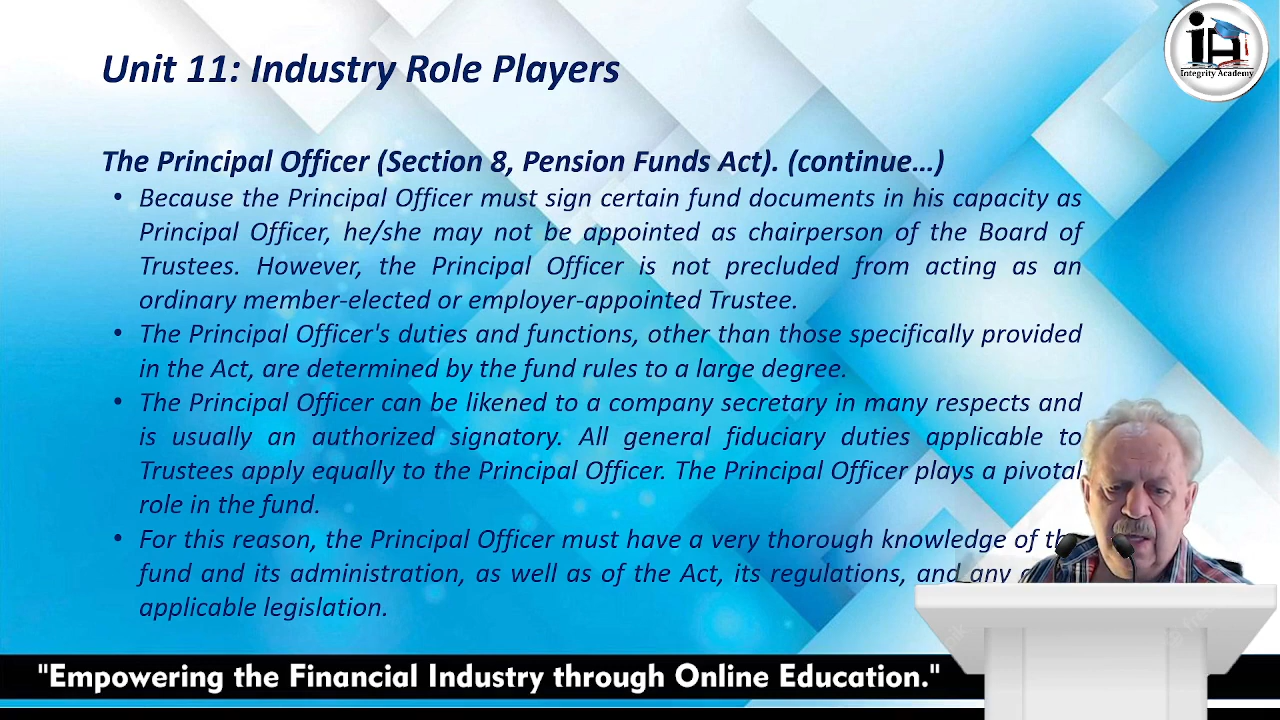 Integrity Academy
Unit 11: Industry Role Players
The Principal Officer (Section 8, Pension Funds Act). (continue...)
• Because the Principal Officer must sign certain fund documents in his capacity as
Principal Officer, he/she may not be appointed as chairperson of the Board of
Trustees. However, the Principal Officer is not precluded from acting as an
ordinary member-elected or employer-appointed Trustee.
• The Principal Officer's duties and functions, other than those specifically provided
in the Act, are determined by the fund rules to a large degree.
• The Principal Officer can be likened to a company secretary in many respects and
is usually an authorized signatory. All general fiduciary duties applicable to
Trustees apply equally to the Principal Officer. The Principal Officer plays a pivotal
role in the fund.
• For this reason, the Principal Officer must have a very thorough knowledge of
fund and its administration, as well as of the Act, its regulations, and any
applicable legislation.
"Empowering the Financial Industry through Online Education."